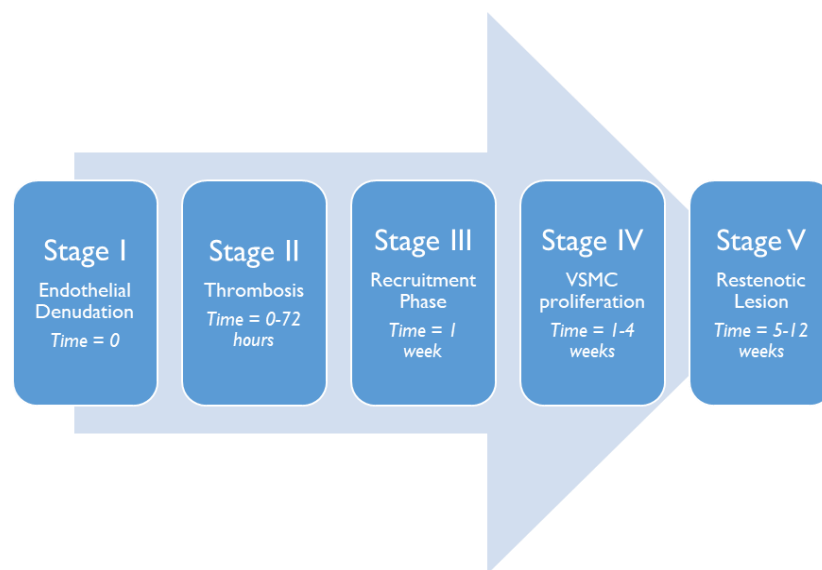 Stage I
Endothelial
Denudation
Time = 0
Stage II
Thrombosis
Time = 0-72
hours
Stage III
Recruitment
Phase
Time = 1
week
Stage IV
VSMC
proliferation
Time = 1-4
weeks
Stage V
Restenotic
Lesion
Time = 5-12
weeks